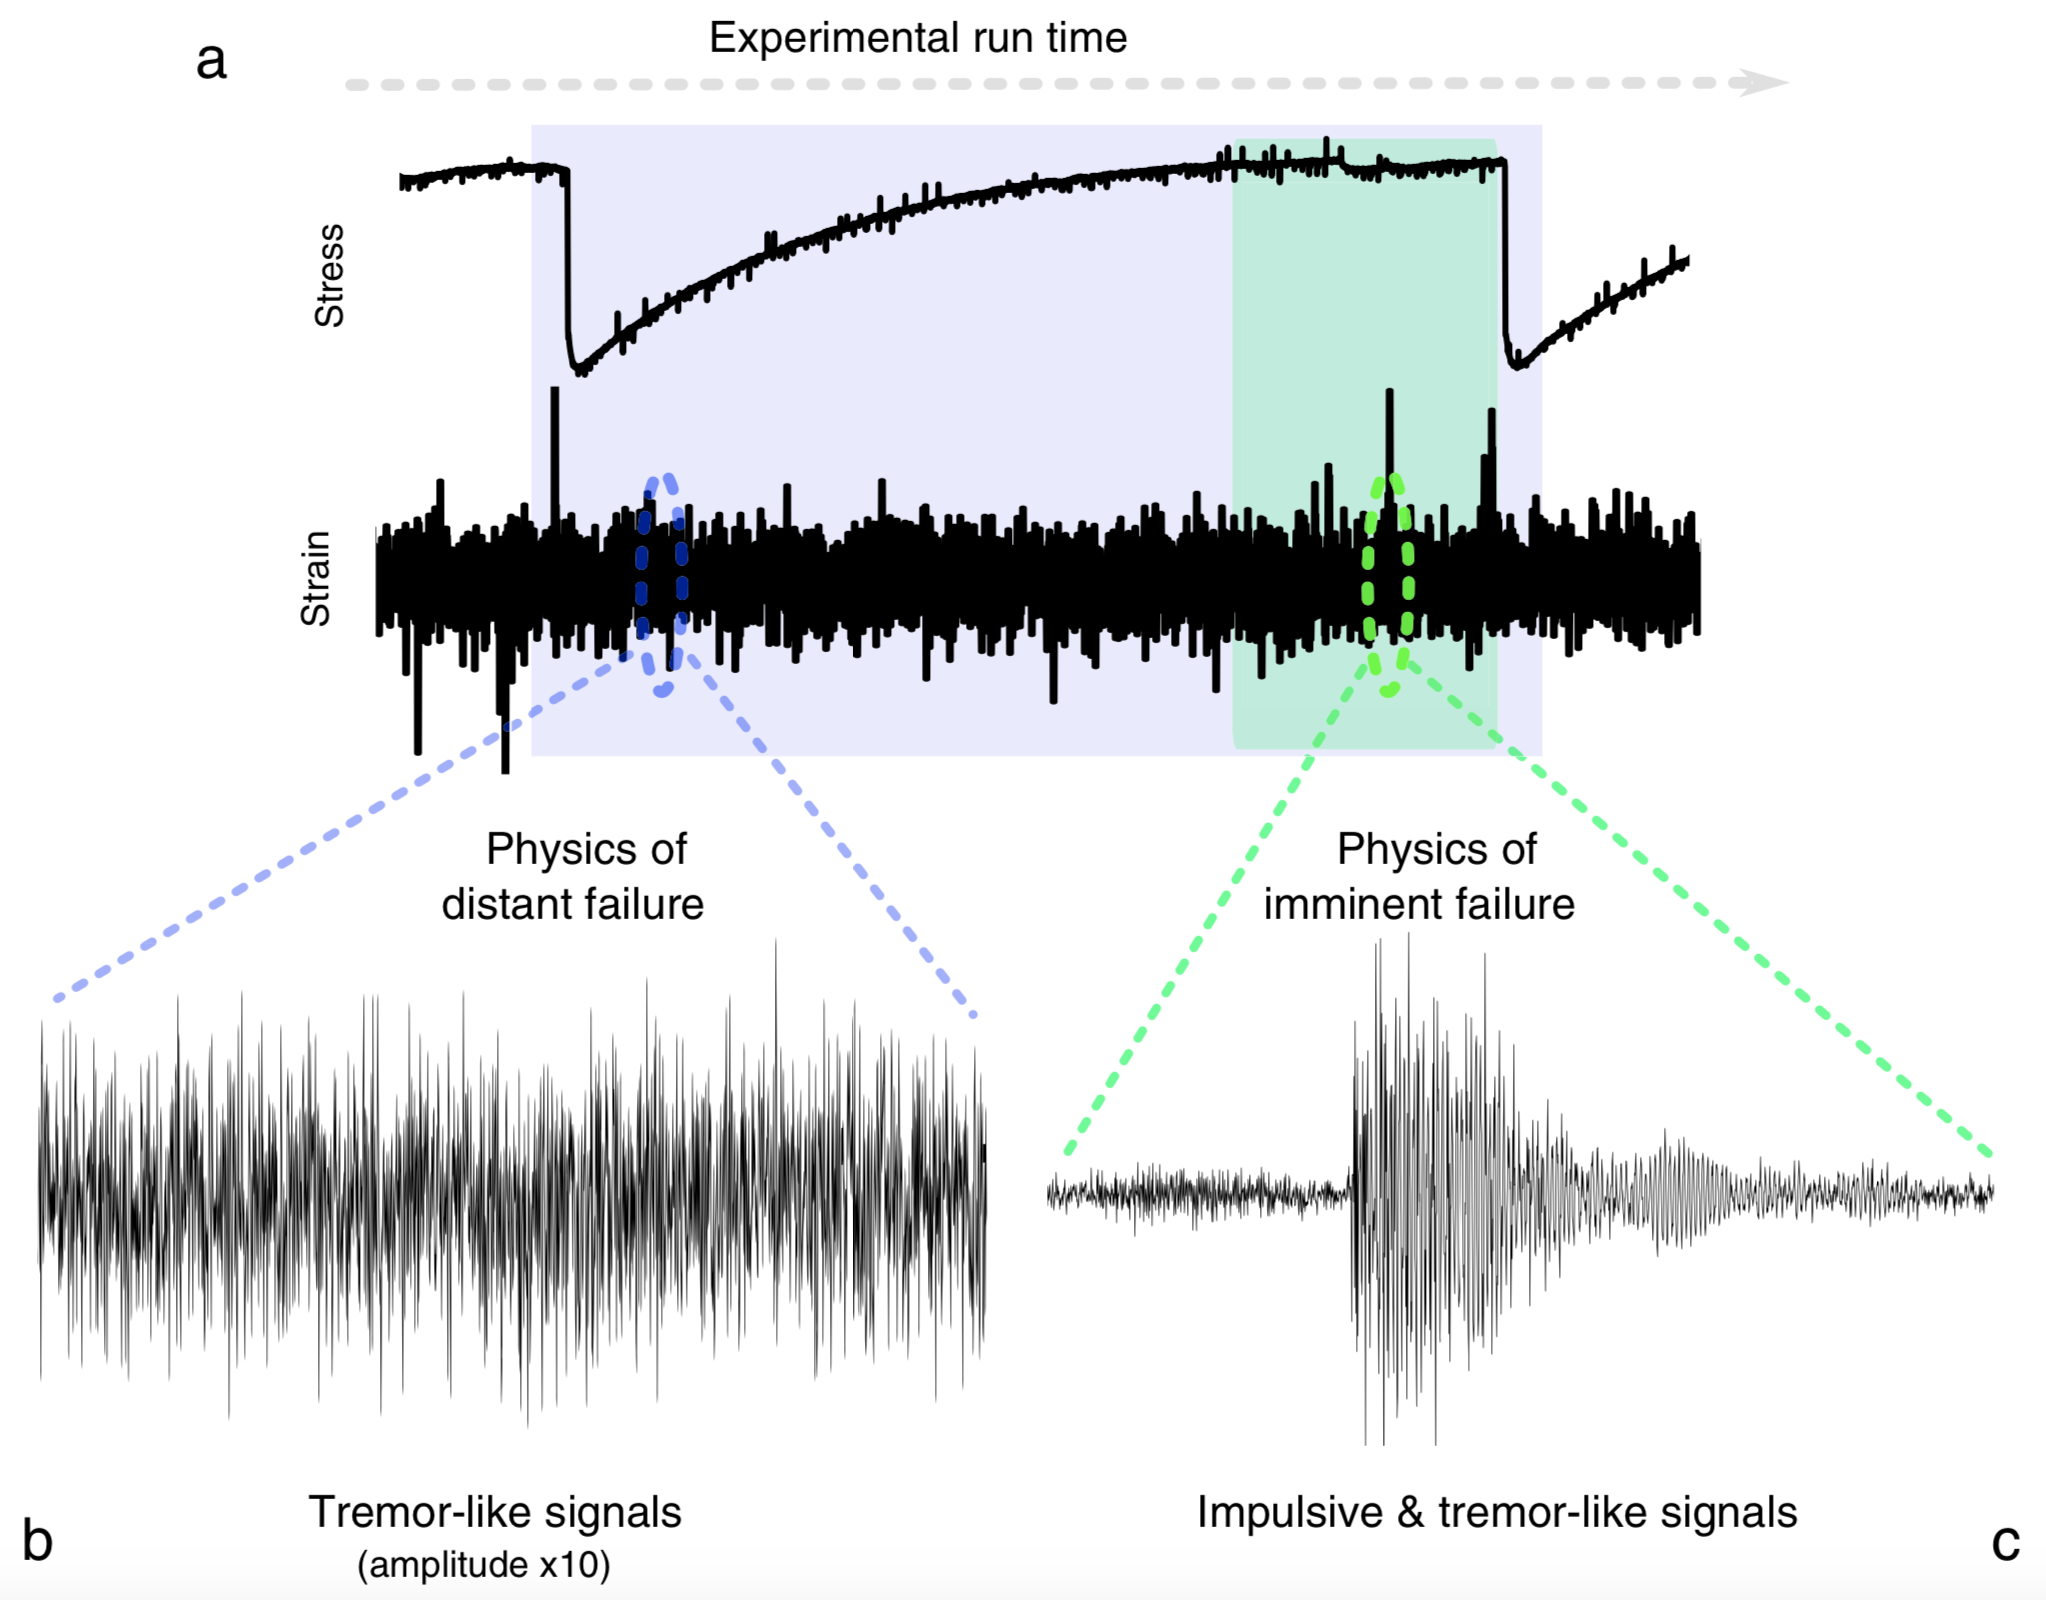 a
Experimental run time
Stress
Strain
Physics of
distant failure
Physics of
imminent failure
Tremor-like signals
(amplitude x10)
b
Impulsive & tremor-like signals
c